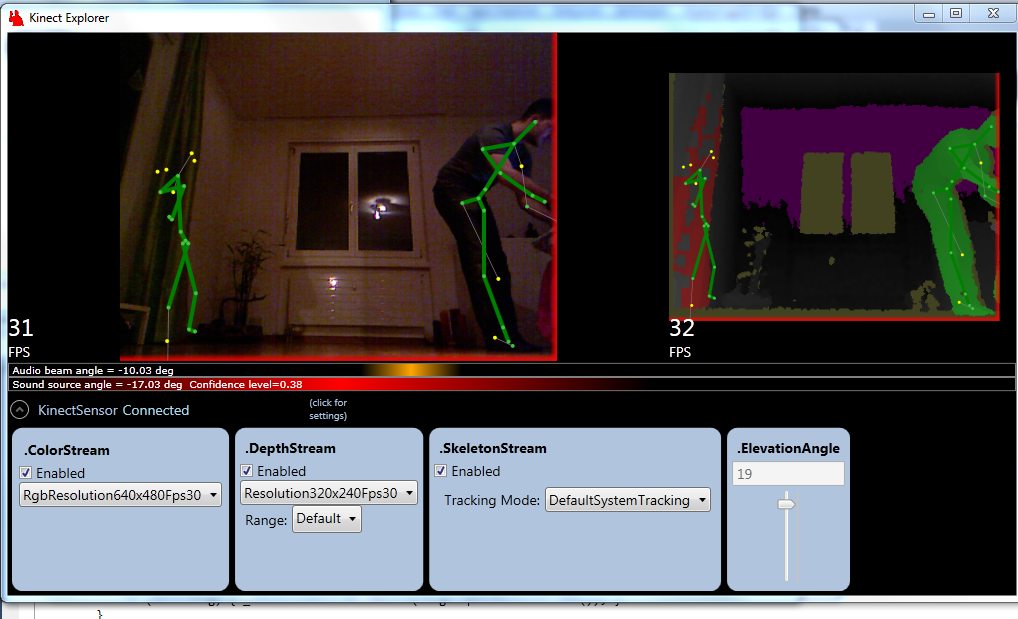 Kinect Explorer
31
FPS
32
FPS
Audio beam angle = -10.03 deg
Sound source angle = -17.03 deg Confidence level=0.38
KinectSensor Connected
(click for
settings)
.ColorStream
Enabled
RgbResolution640x480Fps30
.DepthStream
Enabled
Resolution320x240Fps30
Range: Default
.SkeletonStream
Enabled
Tracking Mode: DefaultSystemTracking
.ElevationAngle
19
}